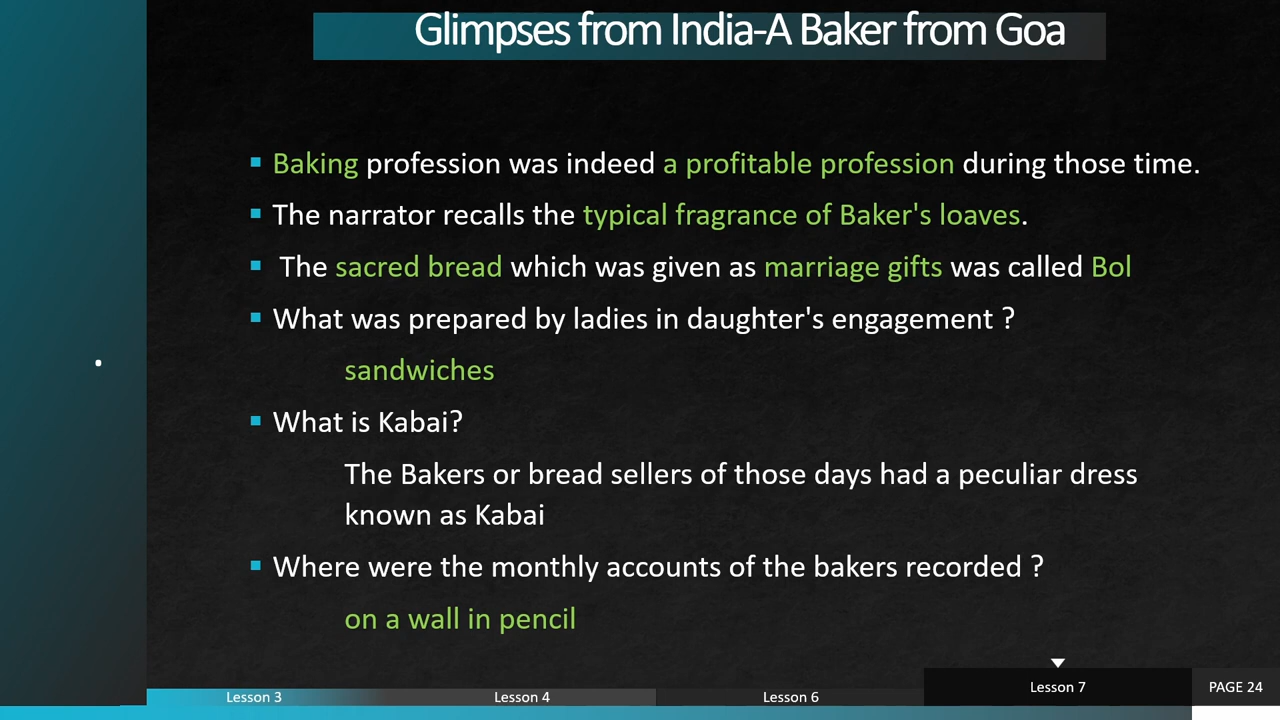 Glimpses from India-A Baker from Goa
Baking profession was indeed a profitable profession during those time.
The narrator recalls the typical fragrance of Baker's loaves.
The sacred bread which was given as marriage gifts was called Bol
What was prepared by ladies in daughter's engagement ?
sandwiches
What is Kabai?
The Bakers or bread sellers of those days had a peculiar dress
known as Kabai
Where were the monthly accounts of the bakers recorded ?
on a wall in pencil
Lesson 3
Lesson 4
Lesson 6
Lesson 7
PAGE 24